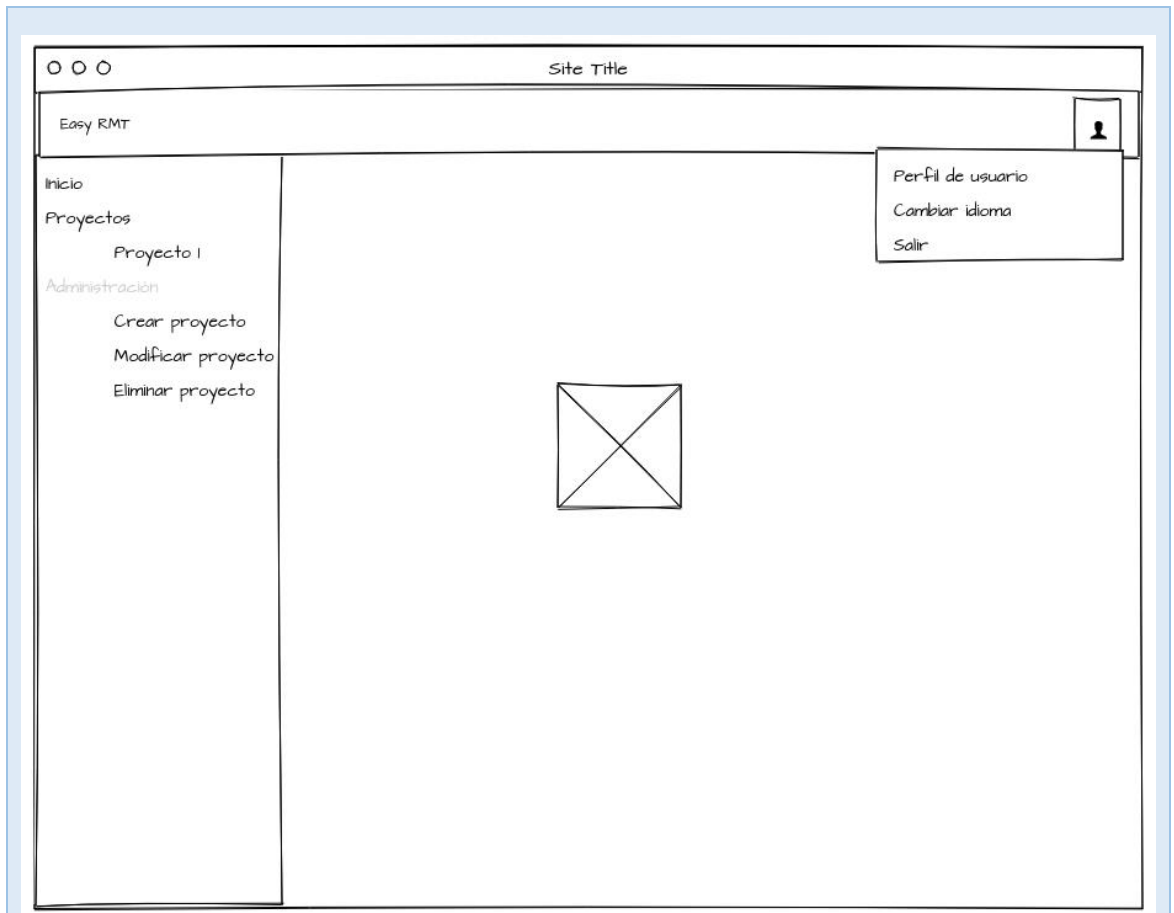 Site Title
Easy RMT
Inicio
Proyectos
Proyecto 1
Administración
Crear proyecto
Modificar proyecto
Eliminar proyecto
Perfil de usuario
Cambiar idioma
Salir